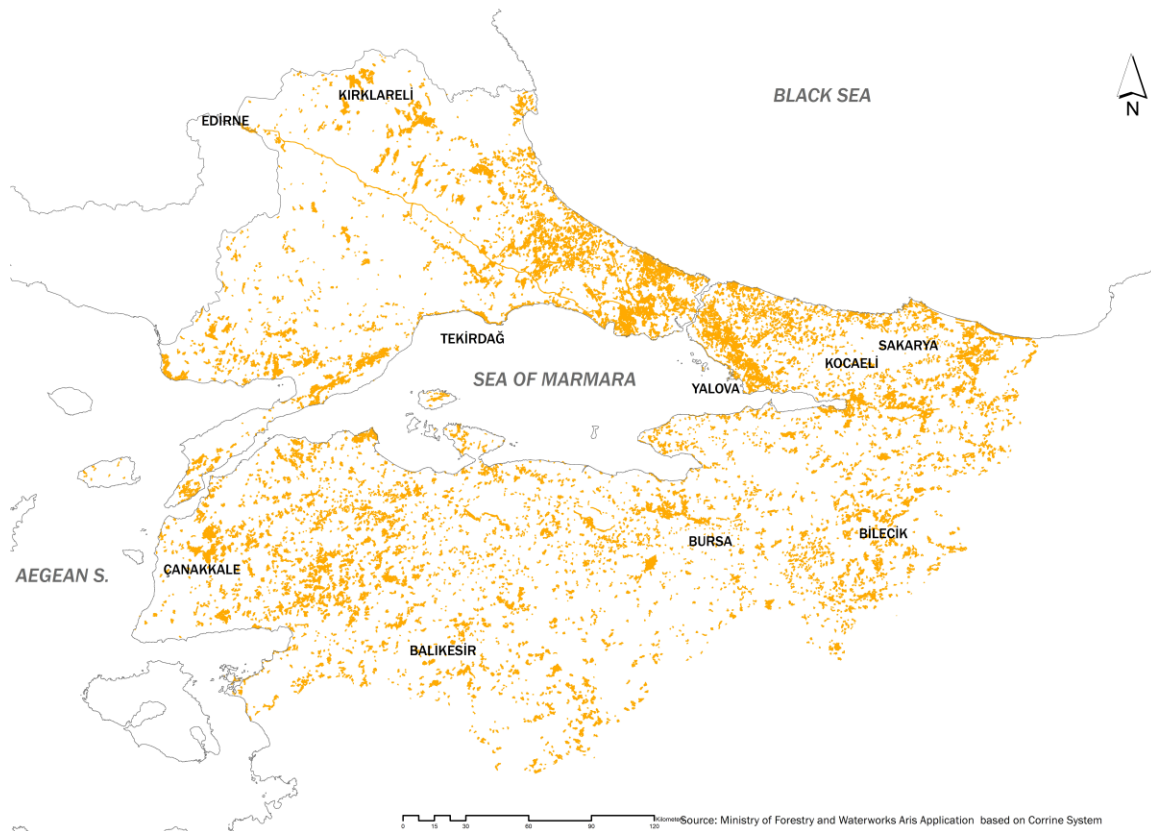 BLACK SEA
N
KIRKLARELİ
EDİRNE
TEKİRDAĞ
SAKARYA
KOCAELİ
SEA OF MARMARA
YALOVA
BİLECİK
BURSA
ÇANAKKALE
AEGEAN S.
BALIKESİR
0 15 30 60 90 120 Kilometers
Source: Ministry of Forestry and Waterworks Aris Application based on Corrine System